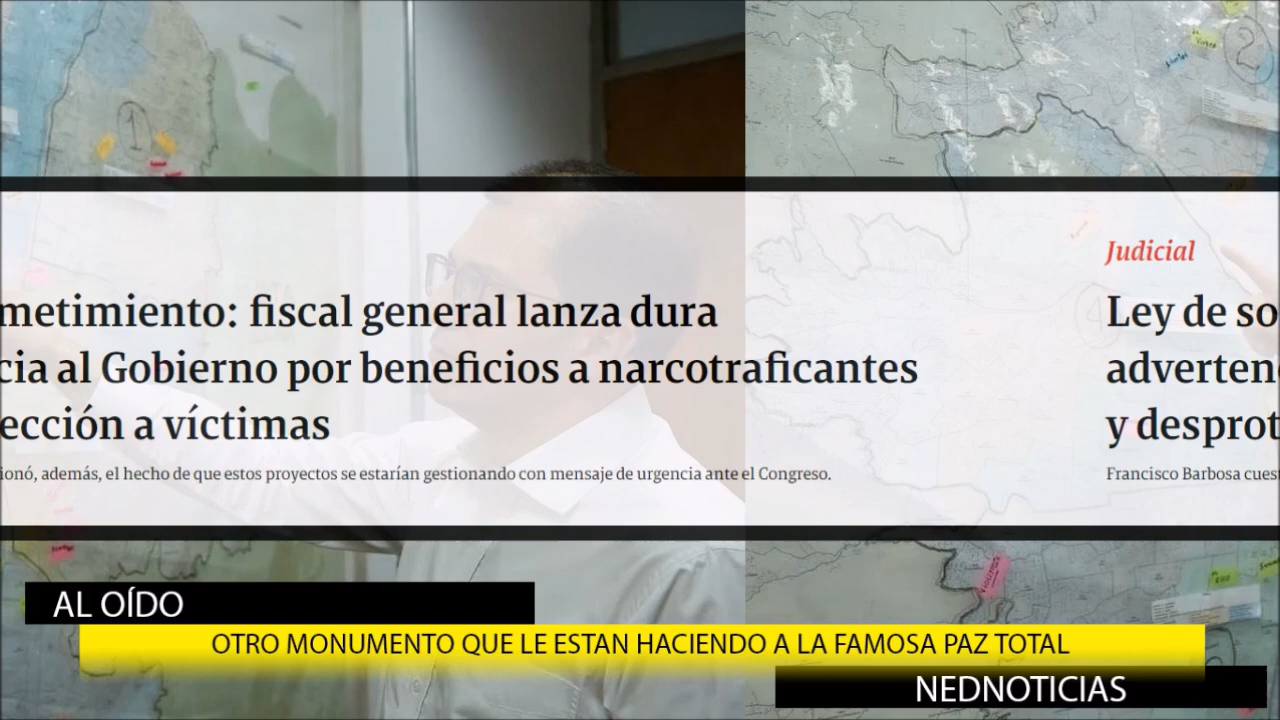 metimiento: fiscal general lanza dura
cia al Gobierno por beneficios a narcotraficantes
ección a víctimas
ionó, además, el hecho de que estos proyectos se estarían gestionando con mensaje de urgencia ante el Congreso.
Judicial
Ley de so
adverten
y desprot
Francisco Barbosa cues
AL OÍDO
OTRO MONUMENTO QUE LE ESTAN HACIENDO A LA FAMOSA PAZ TOTAL
NEDNOTICIAS